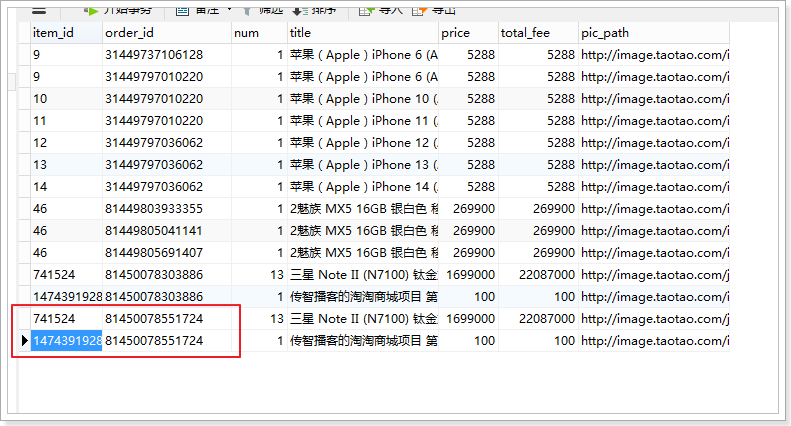 开始事务 备注 筛选 排序 导入 导出
item_id order_id num title price total_fee pic_path
9 31449737106128 1 苹果（Apple）iPhone 6 (A 5288 5288 http://image.taotao.com/i
9 31449797010220 1 苹果（Apple）iPhone 6 (A 5288 5288 http://image.taotao.com/i
10 31449797010220 1 苹果（Apple）iPhone 10 (. 5288 5288 http://image.taotao.com/i
11 31449797010220 1 苹果（Apple）iPhone 11 (. 5288 5288 http://image.taotao.com/i
12 31449797036062 1 苹果（Apple）iPhone 12 (. 5288 5288 http://image.taotao.com/i
13 31449797036062 1 苹果（Apple）iPhone 13 (. 5288 5288 http://image.taotao.com/i
14 31449797036062 1 苹果（Apple）iPhone 14 (. 5288 5288 http://image.taotao.com/i
46 81449803933355 1 2魅族 MX5 16GB 银白色 移 269900 269900 http://image.taotao.com/i
46 81449805041141 1 2魅族 MX5 16GB 银白色 移 269900 269900 http://image.taotao.com/i
46 81449805691407 1 2魅族 MX5 16GB 银白色 移 269900 269900 http://image.taotao.com/i
741524 81450078303886 13 三星 Note II (N7100) 钛金 1699000 22087000 http://image.taotao.com/j
1474391928 81450078303886 1 传智播客的淘淘商城项目 第 100 100 http://image.taotao.com/i
741524 81450078551724 13 三星 Note II (N7100) 钛金 1699000 22087000 http://image.taotao.com/j
1474391928 81450078551724 1 传智播客的淘淘商城项目 第 100 100 http://image.taotao.com/i